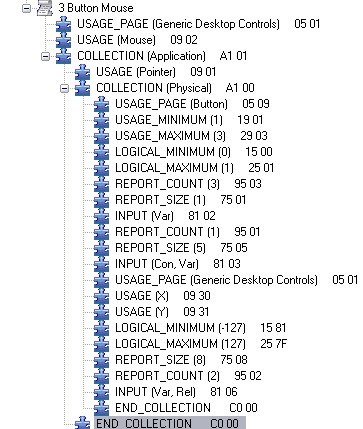 3 Button Mouse
USAGE_PAGE (Generic Desktop Controls) 05 01
USAGE (Mouse) 09 02
COLLECTION (Application) A1 01
USAGE (Pointer) 09 01
COLLECTION (Physical) A1 00
USAGE_PAGE (Button) 05 09
USAGE_MINIMUM (1) 19 01
USAGE_MAXIMUM (3) 29 03
LOGICAL_MINIMUM (0) 15 00
LOGICAL_MAXIMUM (1) 25 01
REPORT_COUNT (3) 95 03
REPORT_SIZE (1) 75 01
INPUT (Var) 81 02
REPORT_COUNT (1) 95 01
REPORT_SIZE (5) 75 05
INPUT (Con, Var) 81 03
USAGE_PAGE (Generic Desktop Controls) 05 01
USAGE (X) 09 30
USAGE (Y) 09 31
LOGICAL_MINIMUM (-127) 15 81
LOGICAL_MAXIMUM (127) 25 7F
REPORT_SIZE (8) 75 08
REPORT_COUNT (2) 95 02
INPUT (Var, Rel) 81 06
END_COLLECTION C0 00
END_COLLECTION C0 00